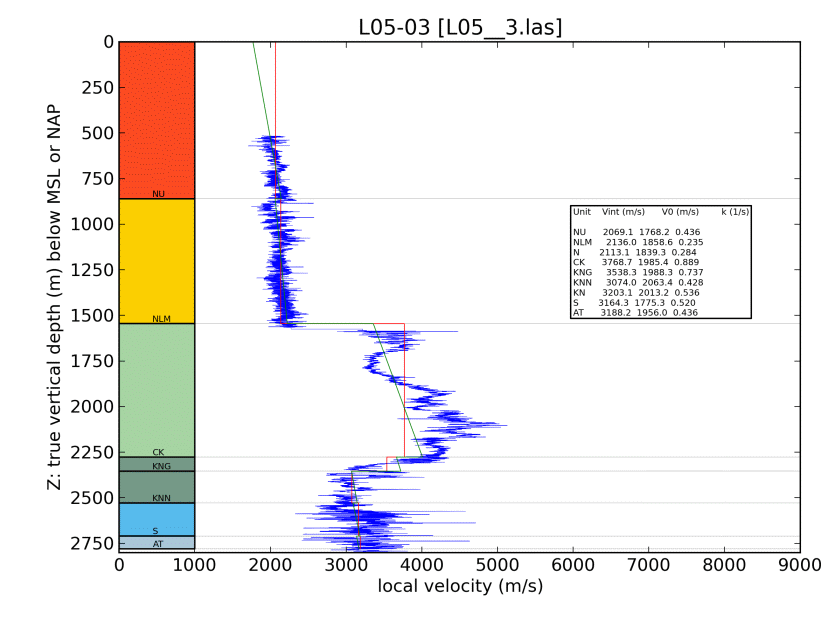 L05-03 [L05__3.las]
Z: true vertical depth (m) below MSL or NAP
0
250
500
750
1000
1250
1500
1750
2000
2250
2500
2750
NU
NLM
CK
KNG
KNN
S
AT
Unit Vint (m/s) V0 (m/s) k (1/s)
NU 2069.1 1768.2 0.436
NLM 2136.0 1858.6 0.235
N 2113.1 1839.3 0.284
CK 3768.7 1985.4 0.889
KNG 3538.3 1988.3 0.737
KNN 3074.0 2063.4 0.428
KN 3203.1 2013.2 0.536
S 3164.3 1775.3 0.520
AT 3188.2 1956.0 0.436
0 1000 2000 3000 4000 5000 6000 7000 8000 9000
local velocity (m/s)